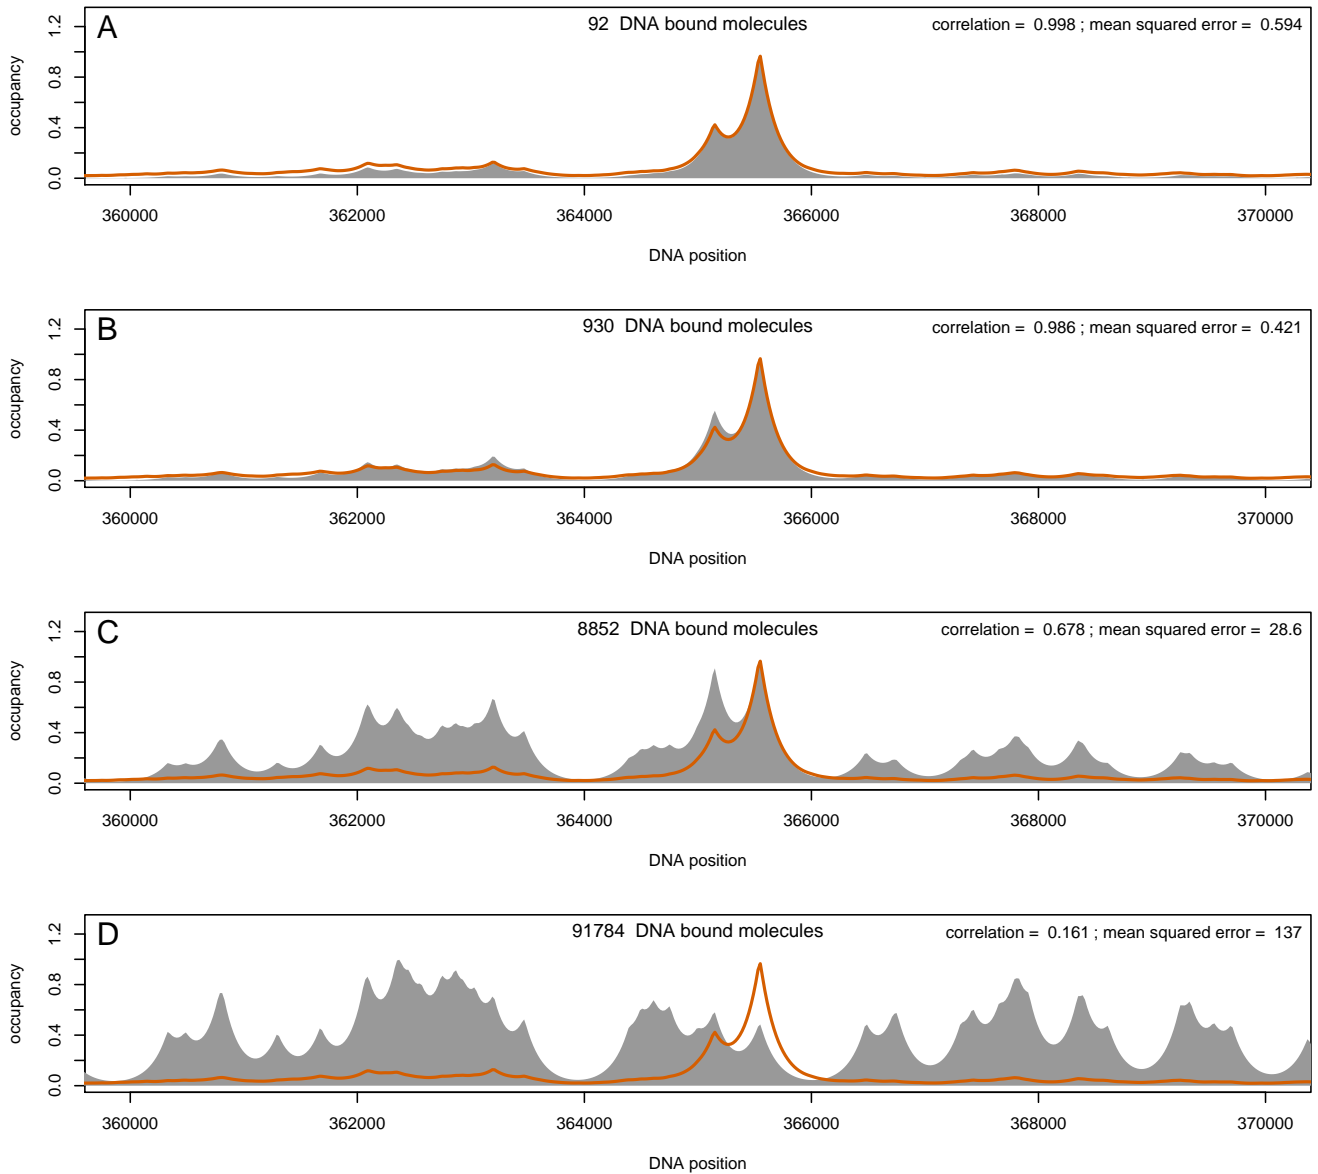 A
92 DNA bound molecules
correlation = 0.998 ; mean squared error = 0.594
occupancy
0.0 0.4 0.8 1.2
360000 362000 364000 366000 368000 370000
DNA position
B
930 DNA bound molecules
correlation = 0.986 ; mean squared error = 0.421
occupancy
0.0 0.4 0.8 1.2
360000 362000 364000 366000 368000 370000
DNA position
C
8852 DNA bound molecules
correlation = 0.678 ; mean squared error = 28.6
occupancy
0.0 0.4 0.8 1.2
360000 362000 364000 366000 368000 370000
DNA position
D
91784 DNA bound molecules
correlation = 0.161 ; mean squared error = 137
occupancy
0.0 0.4 0.8 1.2
360000 362000 364000 366000 368000 370000
DNA position